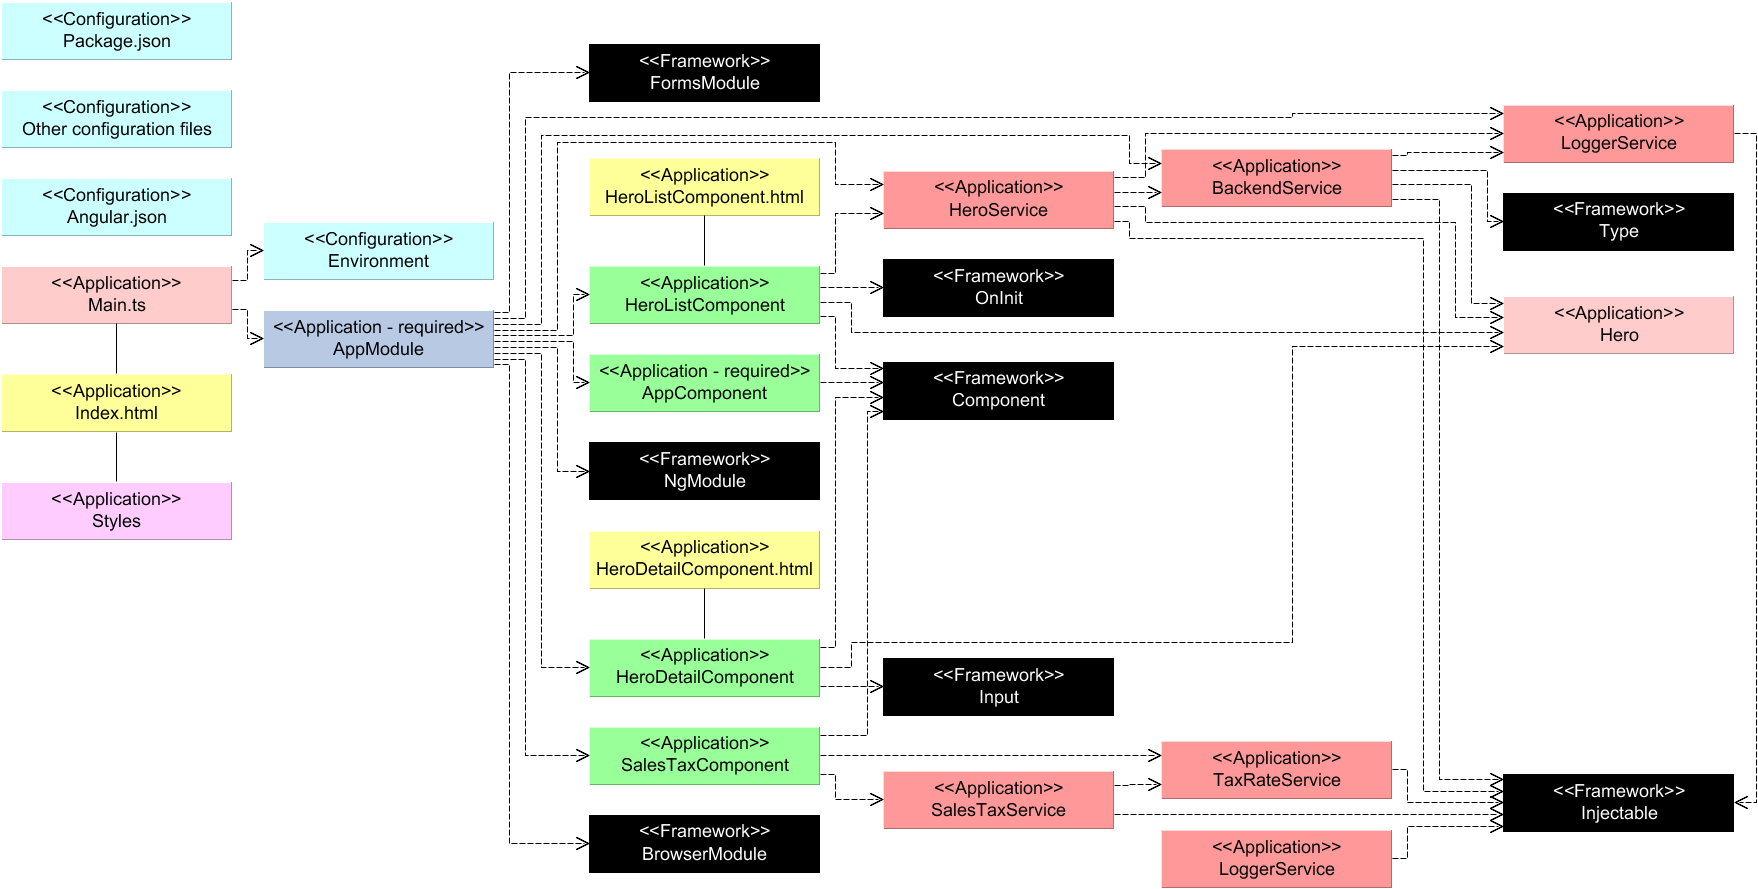 <<Configuration>>
Package.json
<<Configuration>>
Other configuration files
<<Configuration>>
Angular.json
<<Application>>
Main.ts
<<Application>>
Index.html
<<Application>>
Styles
<<Configuration>>
Environment
<<Application - required>>
AppModule
<<Framework>>
FormsModule
<<Application>>
HeroListComponent.html
<<Application>>
HeroListComponent
<<Application - required>>
AppComponent
<<Framework>>
NgModule
<<Application>>
HeroDetailComponent.html
<<Application>>
HeroDetailComponent
<<Application>>
SalesTaxComponent
<<Framework>>
BrowserModule
<<Application>>
HeroService
<<Framework>>
OnInit
<<Framework>>
Component
<<Framework>>
Input
<<Application>>
SalesTaxService
<<Application>>
BackendService
<<Application>>
TaxRateService
<<Application>>
LoggerService
<<Application>>
LoggerService
<<Framework>>
Type
<<Application>>
Hero
<<Framework>>
Injectable